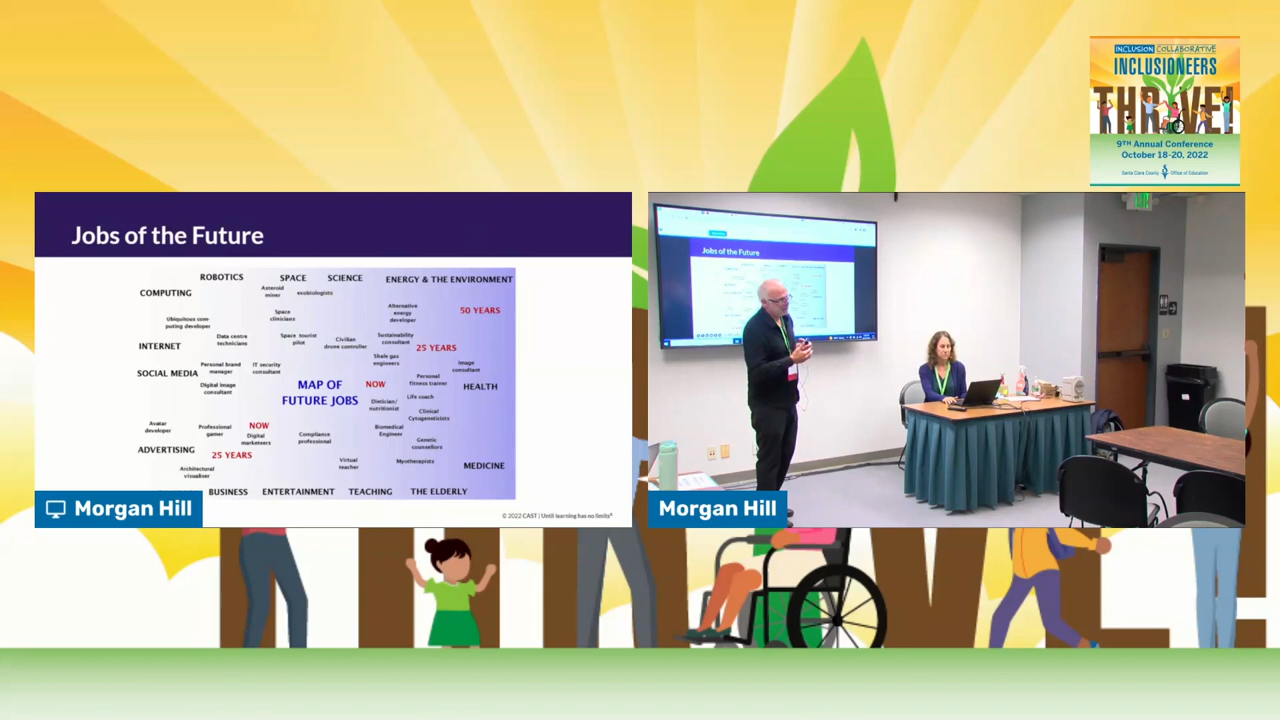 INCLUSION COLLABORATIVE
INCLUSIONEERS
THRIVE!
9TH Annual Conference
October 18-20, 2022
Santa Clara County Office of Education
Jobs of the Future
ROBOTICS
SPACE
SCIENCE
ENERGY & THE ENVIRONMENT
COMPUTING
Asteroid
miner
exobiologists
Alternative
energy
developer
50 YEARS
Space
clinicians
Ubiquitous com-
puting developer
Data centre
technicians
Space tourist
pilot
Civilian
drone controller
Sustainability
consultant
25 YEARS
INTERNET
Shale gas
engineers
Image
consultant
SOCIAL MEDIA
Personal brand
manager
IT security
consultant
Digital image
consultant
MAP OF
FUTURE JOBS
NOW
Personal
fitness trainer
HEALTH
Life coach
Dietician/
nutritionist
Clinical
Cytogeneticists
Avatar
developer
Professional
gamer
NOW
Digital
marketeers
Compliance
professional
Biomedical
Engineer
Genetic
counsellors
ADVERTISING
25 YEARS
Architectural
visualiser
Virtual
teacher
Myotherapists
MEDICINE
BUSINESS
ENTERTAINMENT
TEACHING
THE ELDERLY
© 2022 CAST | Until learning has no limits®
Morgan Hill
Jobs of the Future
Morgan Hill